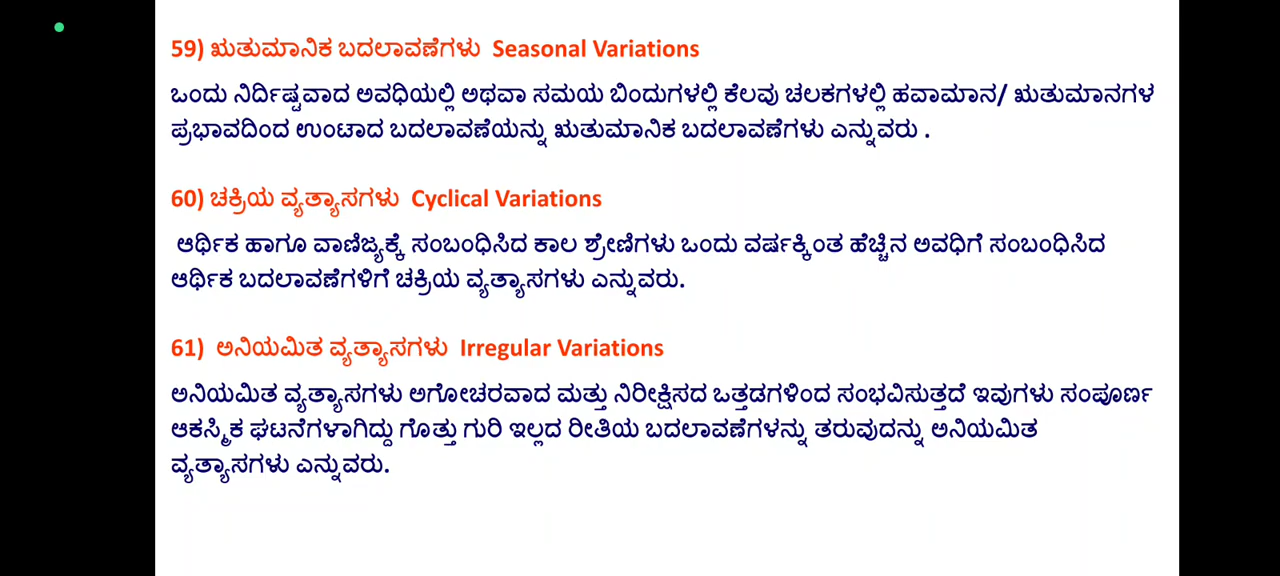 59) ಋತುಮಾನಿಕ ಬದಲಾವಣೆಗಳು Seasonal Variations
ಒಂದು ನಿರ್ದಿಷ್ಟವಾದ ಅವಧಿಯಲ್ಲಿ ಅಥವಾ ಸಮಯ ಬಿಂದುಗಳಲ್ಲಿ ಕೆಲವು ಚಲಕಗಳಲ್ಲಿ ಹವಾಮಾನ/ ಋತುಮಾನಗಳ
ಪ್ರಭಾವದಿಂದ ಉಂಟಾದ ಬದಲಾವಣೆಯನ್ನು ಋತುಮಾನಿಕ ಬದಲಾವಣೆಗಳು ಎನ್ನುವರು .
60) ಚಕ್ರಿಯ ವ್ಯತ್ಯಾಸಗಳು Cyclical Variations
ಆರ್ಥಿಕ ಹಾಗೂ ವಾಣಿಜ್ಯಕ್ಕೆ ಸಂಬಂಧಿಸಿದ ಕಾಲ ಶ್ರೇಣಿಗಳು ಒಂದು ವರ್ಷಕ್ಕಿಂತ ಹೆಚ್ಚಿನ ಅವಧಿಗೆ ಸಂಬಂಧಿಸಿದ
ಆರ್ಥಿಕ ಬದಲಾವಣೆಗಳಿಗೆ ಚಕ್ರಿಯ ವ್ಯತ್ಯಾಸಗಳು ಎನ್ನುವರು.
61) ಅನಿಯಮಿತ ವ್ಯತ್ಯಾಸಗಳು Irregular Variations
ಅನಿಯಮಿತ ವ್ಯತ್ಯಾಸಗಳು ಅಗೋಚರವಾದ ಮತ್ತು ನಿರೀಕ್ಷಿಸದ ಒತ್ತಡಗಳಿಂದ ಸಂಭವಿಸುತ್ತದೆ ಇವುಗಳು ಸಂಪೂರ್ಣ
ಆಕಸ್ಮಿಕ ಘಟನೆಗಳಾಗಿದ್ದು ಗೊತ್ತು ಗುರಿ ಇಲ್ಲದ ರೀತಿಯ ಬದಲಾವಣೆಗಳನ್ನು ತರುವುದನ್ನು ಅನಿಯಮಿತ
ವ್ಯತ್ಯಾಸಗಳು ಎನ್ನುವರು.